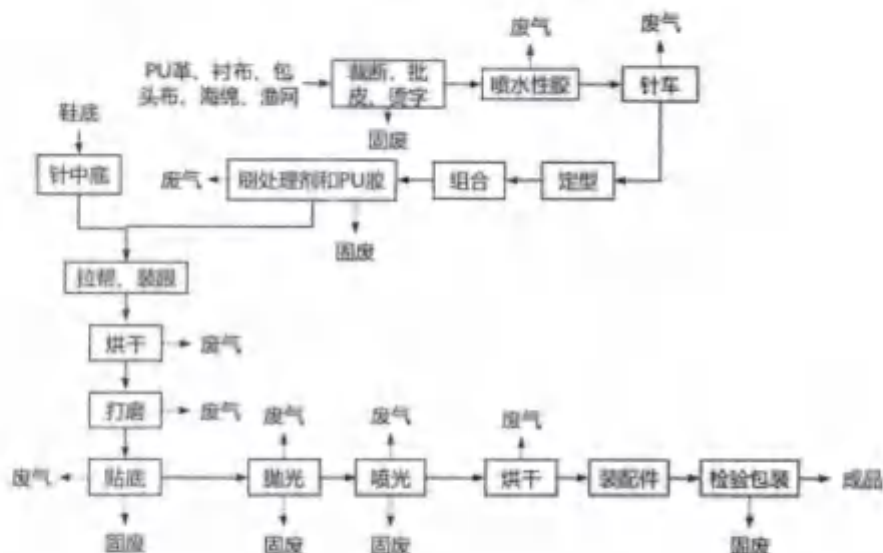 废气 废气
PU革、衬布、包
头布、海绵、渔网
裁断、批
皮、烫字
喷水性胶
针车
鞋底
固废
针中底
废气
刷处理剂和PU胶
组合
定型
固废
拉帮、装跟
烘干
废气
打磨
废气
废气 废气 废气
废气
贴底
抛光
喷光
烘干
装配件
检验包装
成品
固废 固废 固废 固废